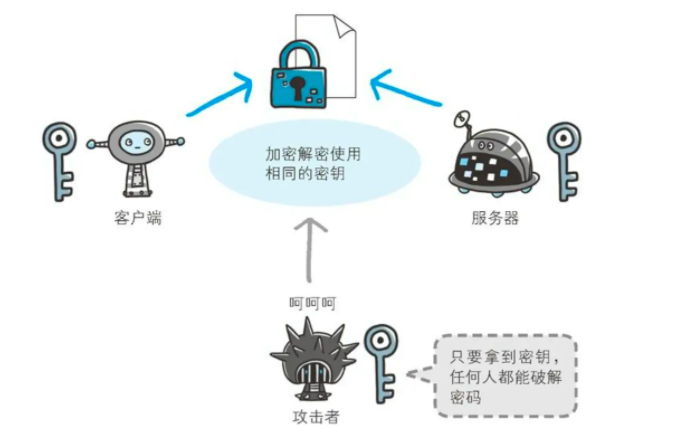 加密解密使用
相同的密钥
客户端
服务器
呵呵呵
只要拿到密钥，
任何人都能破解
密码
攻击者